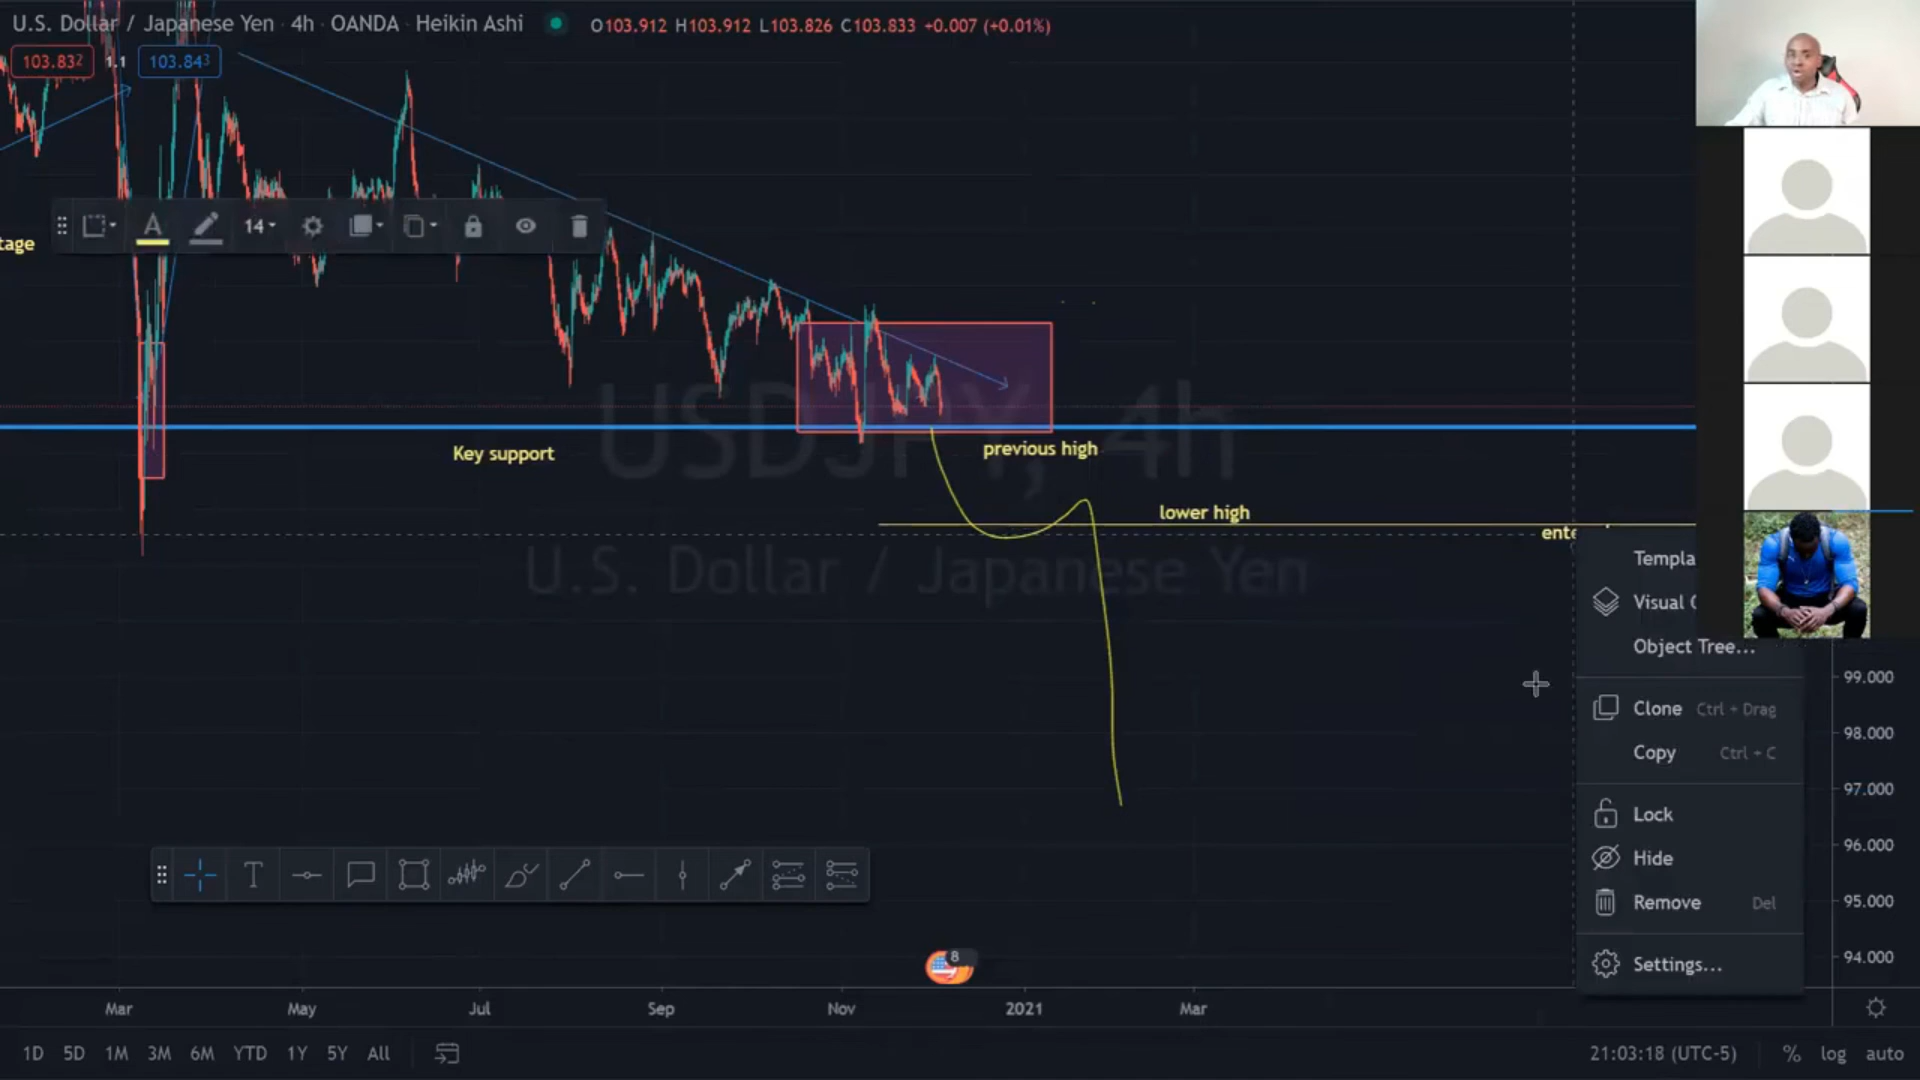 U.S. Dollar / Japanese Yen · 4h · OANDA · Heikin Ashi
O103.912 H103.912 L103.826 C103.833 +0.007 (+0.01%)
103.832 1.1 103.843
14
tage
Key support
previous high
lower high
USDJPY, 4h
U.S. Dollar / Japanese Yen
ente
Templa
Visual
Object Tree...
Clone Ctrl + Drag
Copy Ctrl + C
Lock
Hide
Remove Del
Settings...
99.000
98.000
97.000
96.000
95.000
94.000
8
Mar May Jul Sep Nov 2021 Mar
1D 5D 1M 3M 6M YTD 1Y 5Y All
21:03:18 (UTC-5) % log auto